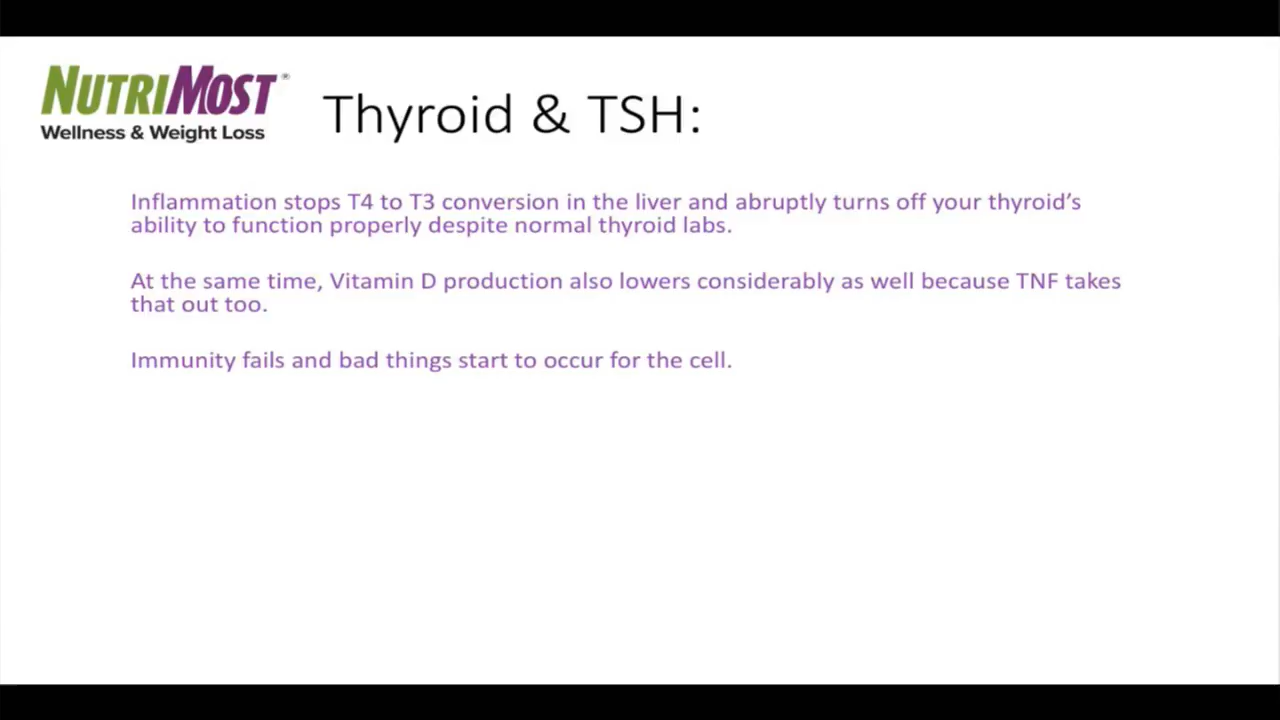 NUTRIMOST®
Wellness & Weight Loss
Thyroid & TSH:
Inflammation stops T4 to T3 conversion in the liver and abruptly turns off your thyroid’s
ability to function properly despite normal thyroid labs.
At the same time, Vitamin D production also lowers considerably as well because TNF takes
that out too.
Immunity fails and bad things start to occur for the cell.